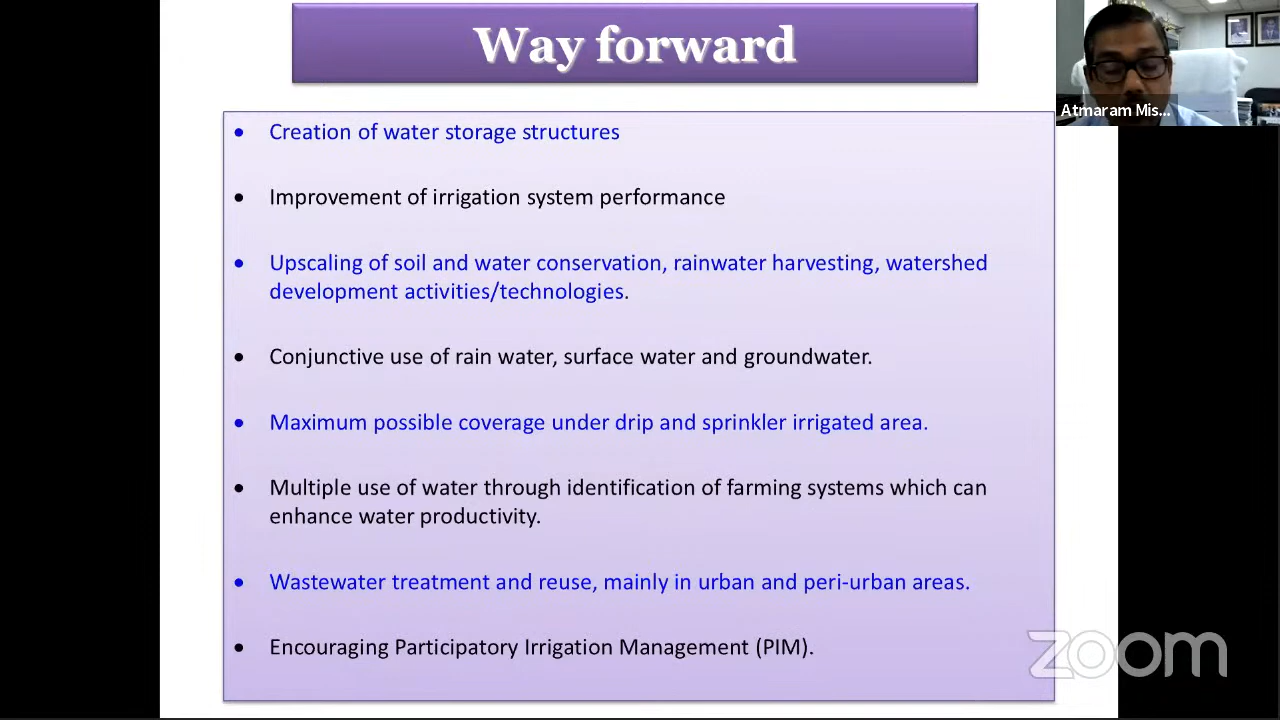 Way forward
Atmaram Mis...
• Creation of water storage structures
• Improvement of irrigation system performance
• Upscaling of soil and water conservation, rainwater harvesting, watershed
development activities/technologies.
• Conjunctive use of rain water, surface water and groundwater.
• Maximum possible coverage under drip and sprinkler irrigated area.
• Multiple use of water through identification of farming systems which can
enhance water productivity.
• Wastewater treatment and reuse, mainly in urban and peri-urban areas.
• Encouraging Participatory Irrigation Management (PIM).
zoom